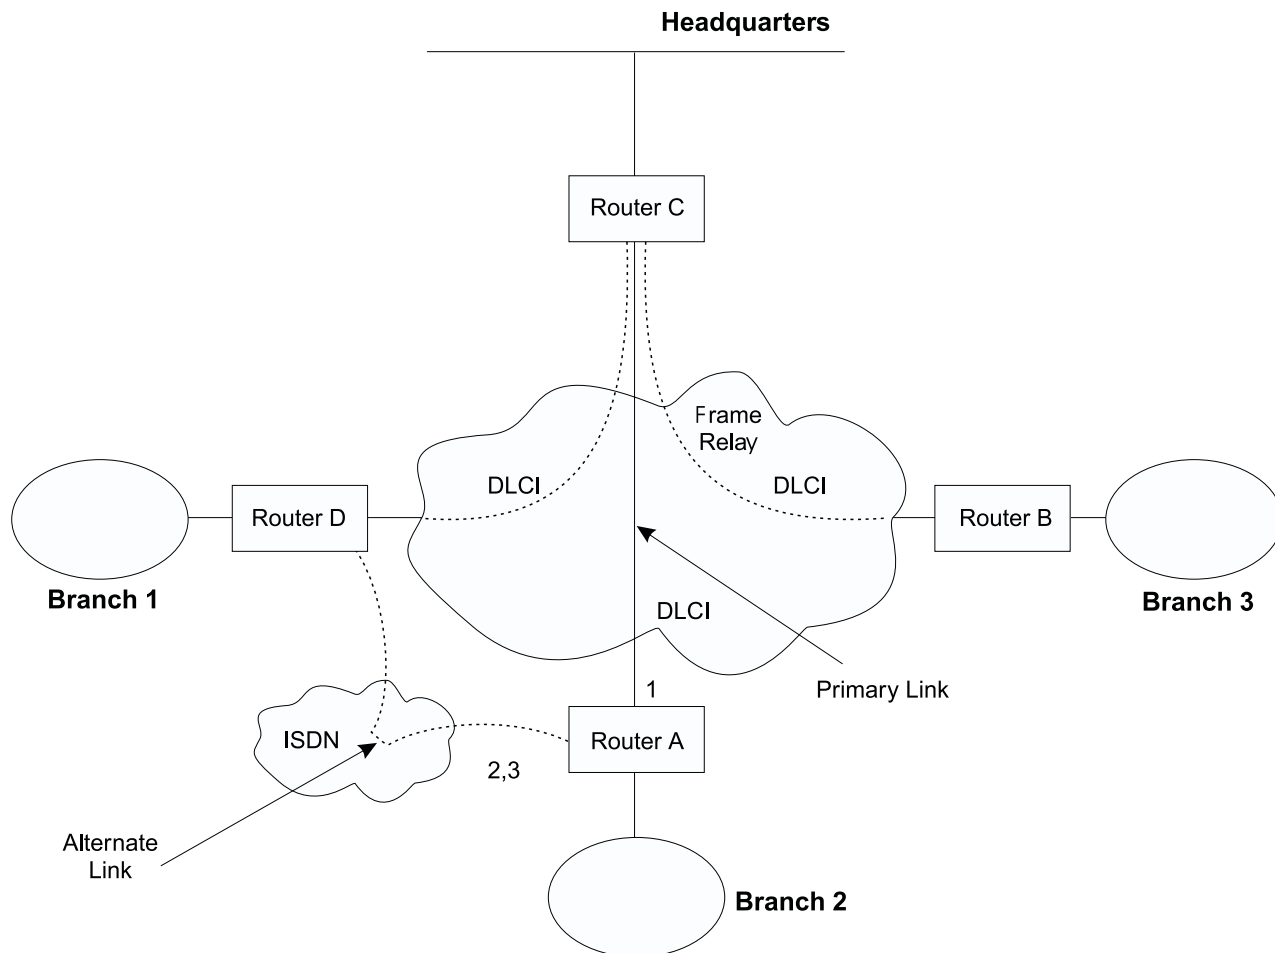 Headquarters
Router C
Frame
Relay
DLCI
DLCI
Router D
Router B
Branch 1
Branch 3
DLCI
Primary Link
1
Router A
ISDN
2,3
Alternate
Link
Branch 2